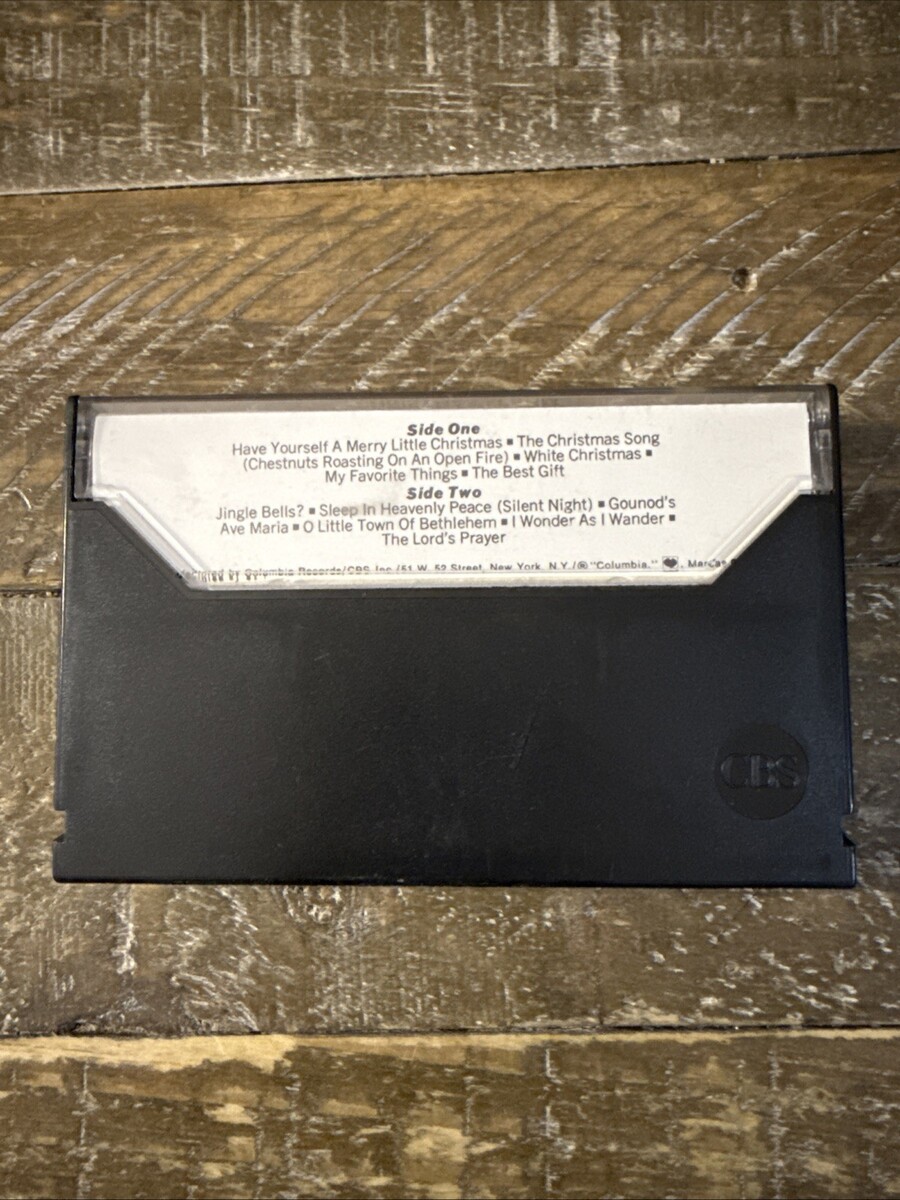 Side One
Have Yourself A Merry Little Christmas ▪ The Christmas Song
(Chestnuts Roasting On An Open Fire) ▪ White Christmas ▪
My Favorite Things ▪ The Best Gift
Side Two
Jingle Bells? ▪ Sleep In Heavenly Peace (Silent Night) ▪ Gounod's
Ave Maria ▪ O Little Town Of Bethlehem ▪ I Wonder As I Wander ▪
The Lord's Prayer
by Columbia Records/CBS Inc./51 W. 52 Street, New York, N.Y./® "Columbia,"
CBS